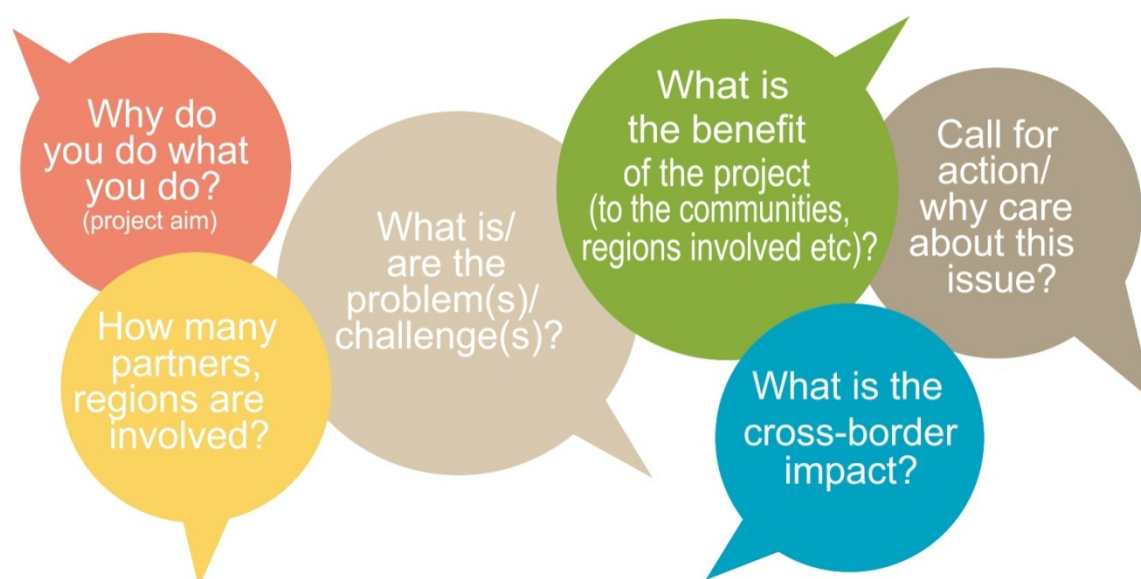 Why do
you do what
you do?
(project aim)
How many
partners,
regions are
involved?
What is/
are the
problem(s)/
challenge(s)?
What is
the benefit
of the project
(to the communities,
regions involved etc)?
What is the
cross-border
impact?
Call for
action/
why care
about this
issue?